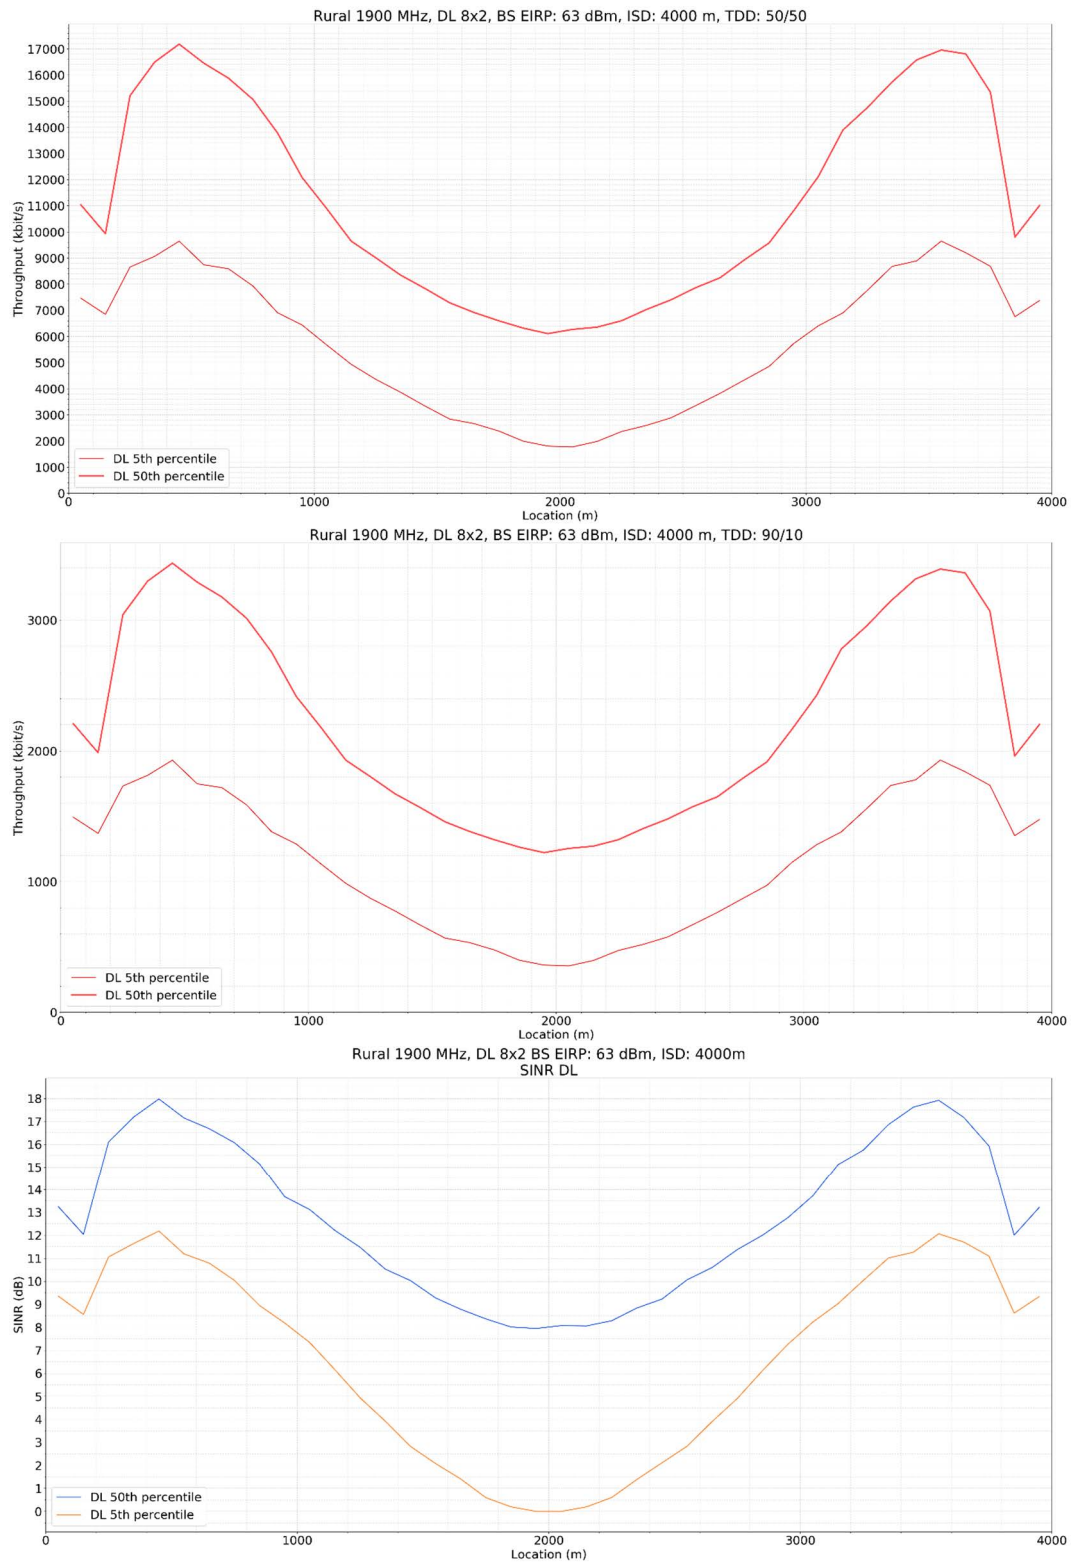 Rural 1900 MHz, DL 8x2, BS EIRP: 63 dBm, ISD: 4000 m, TDD: 50/50
17000
16000
15000
14000
13000
12000
11000
10000
9000
8000
7000
6000
5000
4000
3000
2000
1000
0
Throughput (kbit/s)
DL 5th percentile
DL 50th percentile
0 1000 2000 3000 4000
Location (m)
Rural 1900 MHz, DL 8x2, BS EIRP: 63 dBm, ISD: 4000 m, TDD: 90/10
3000
2000
1000
0
Throughput (kbit/s)
DL 5th percentile
DL 50th percentile
0 1000 2000 3000 4000
Location (m)
Rural 1900 MHz, DL 8x2 BS EIRP: 63 dBm, ISD: 4000m
SINR DL
18
17
16
15
14
13
12
11
10
9
8
7
6
5
4
3
2
1
0
SINR (dB)
DL 50th percentile
DL 5th percentile
0 1000 2000 3000 4000
Location (m)